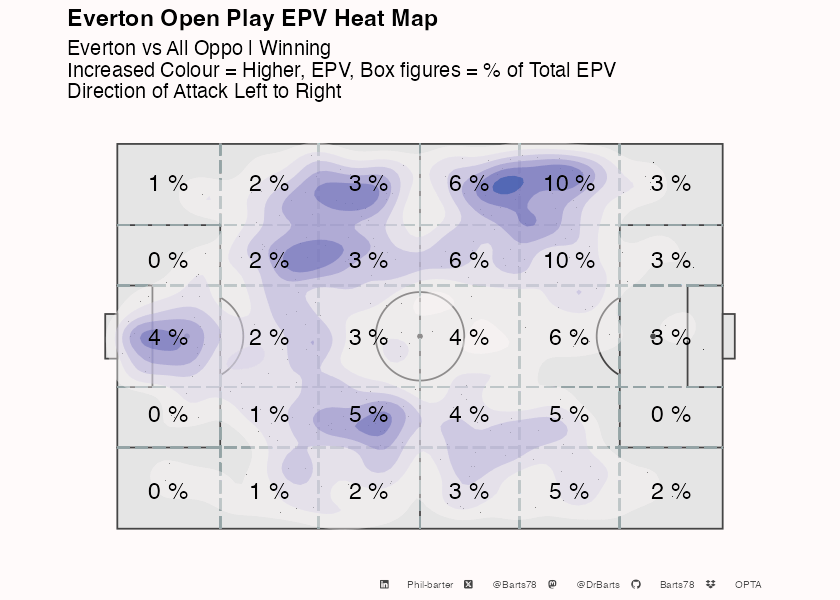 Everton Open Play EPV Heat Map
Everton vs All Oppo | Winning
Increased Colour = Higher, EPV, Box figures = % of Total EPV
Direction of Attack Left to Right
1 % 2 % 3 % 6 % 10 % 3 %
0 % 2 % 3 % 6 % 10 % 3 %
4 % 2 % 3 % 4 % 6 % 3 %
0 % 1 % 5 % 4 % 5 % 0 %
0 % 1 % 2 % 3 % 5 % 2 %
Phil-barter @Barts78 @DrBarts Barts78 OPTA